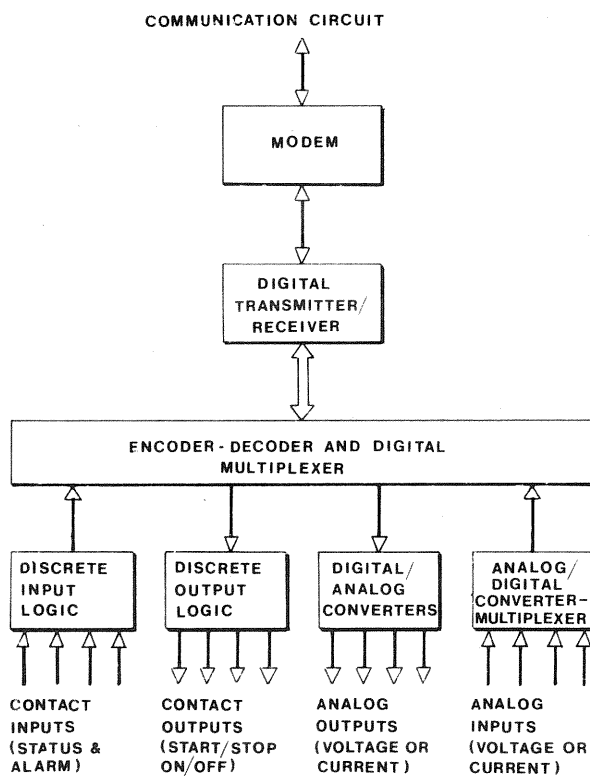 COMMUNICATION CIRCUIT
MODEM
DIGITAL
TRANSMITTER/
RECEIVER
ENCODER-DECODER AND DIGITAL
MULTIPLEXER
DISCRETE
INPUT
LOGIC
DISCRETE
OUTPUT
LOGIC
DIGITAL/
ANALOG
CONVERTERS
ANALOG/
DIGITAL
CONVERTER-
MULTIPLEXER
CONTACT
INPUTS
(STATUS &
ALARM)
CONTACT
OUTPUTS
(START/STOP
ON/OFF)
ANALOG
OUTPUTS
(VOLTAGE OR
CURRENT)
ANALOG
INPUTS
(VOLTAGE OR
CURRENT)